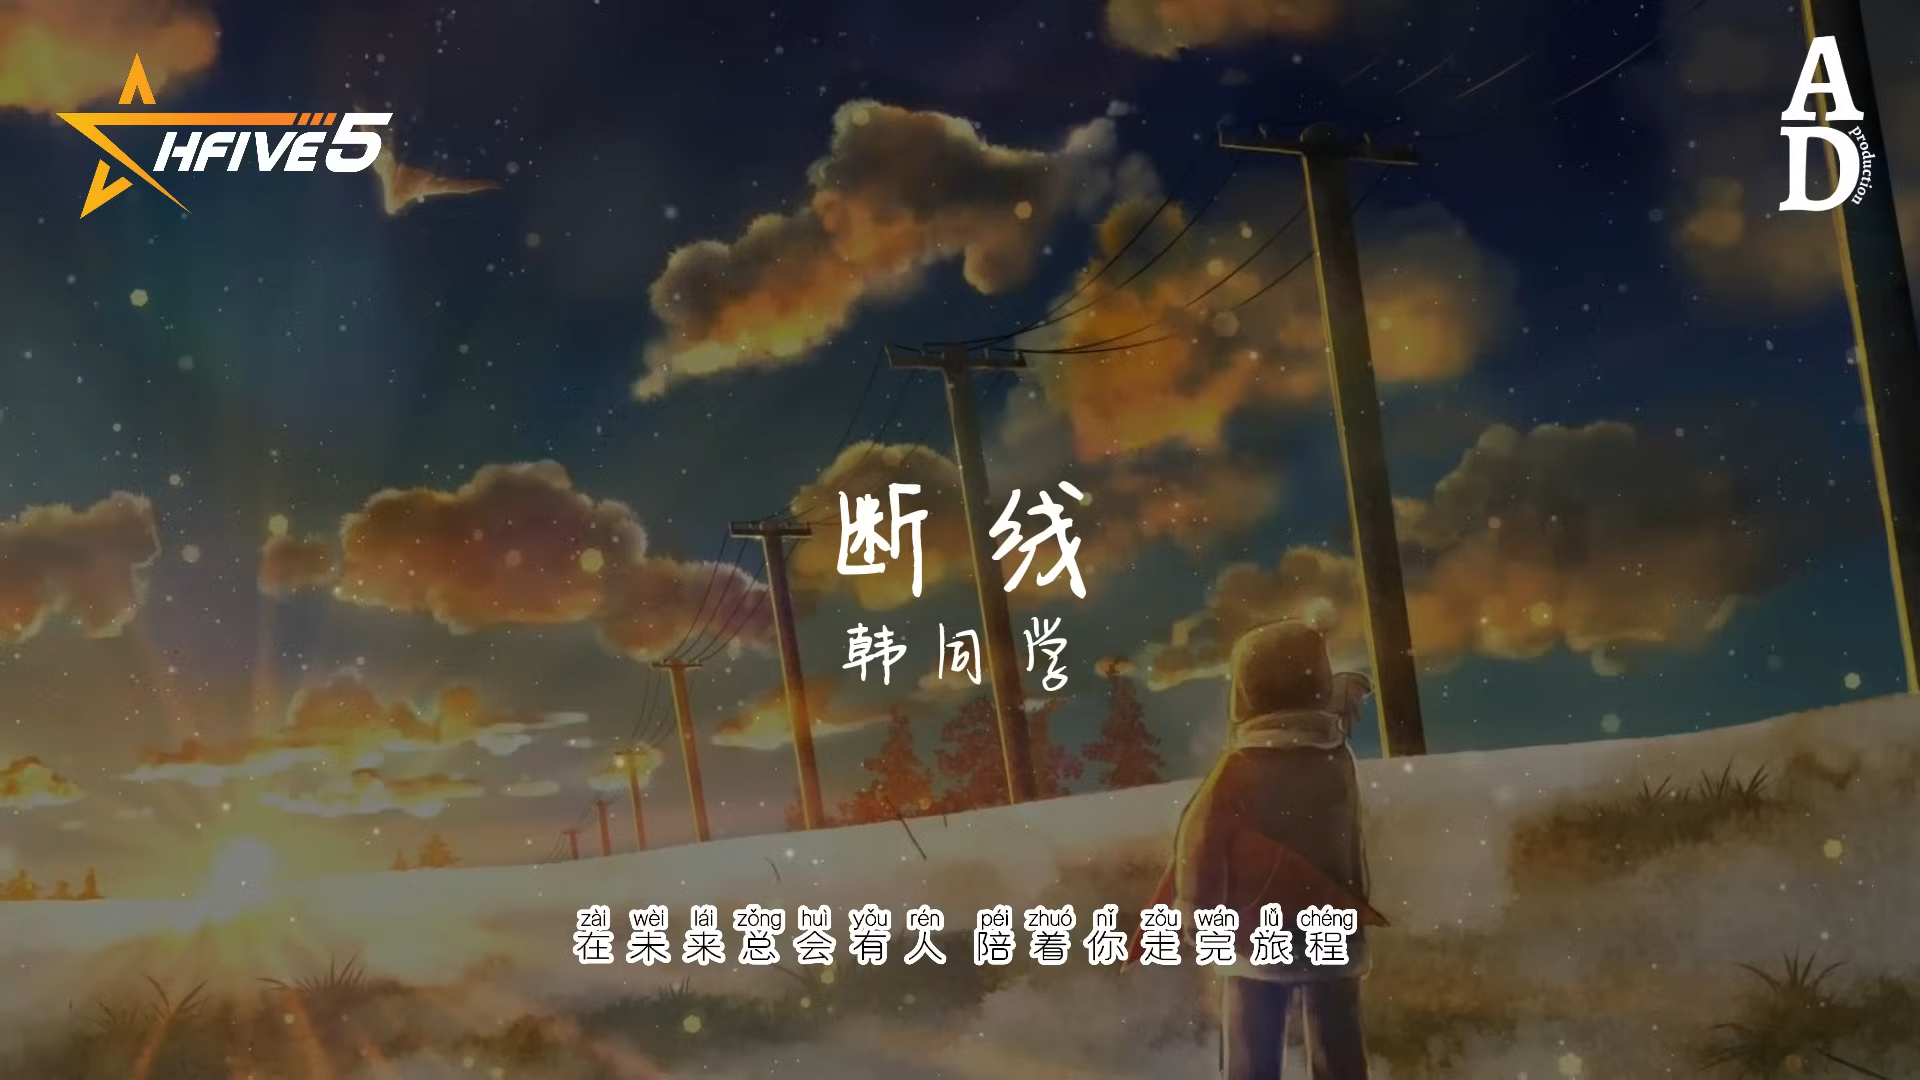 HFIVE5
AD
production
断线
韩同学
zài wèi lái zǒng huì yǒu rén péi zhuó nǐ zǒu wán lǚ chéng
在未来总会有人 陪着你走完旅程